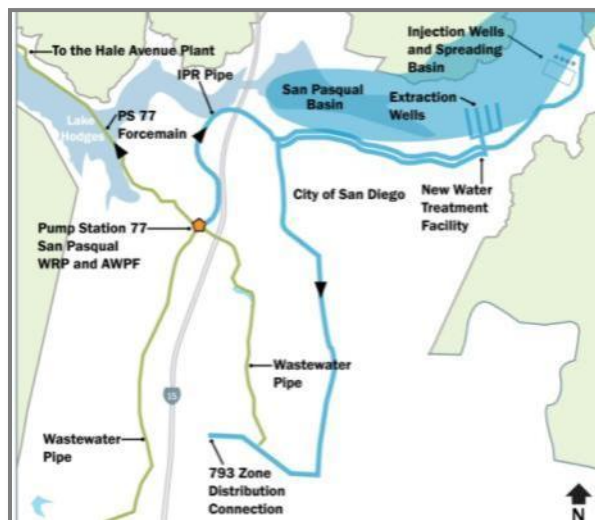 Injection Wells
and Spreading
Basin
To the Hale Avenue Plant
IPR Pipe
San Pasqual
Basin
Extraction
Wells
PS 77
Forcemain
Lake
Hodges
City of San Diego
New Water
Treatment
Facility
Pump Station 77
San Pasqual
WRP and AWPF
Wastewater
Pipe
15
Wastewater
Pipe
793 Zone
Distribution
Connection
N